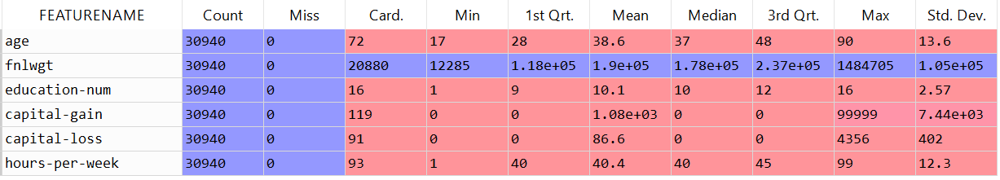 FEATURENAME Count Miss Card. Min 1st Qrt. Mean Median 3rd Qrt. Max Std. Dev.
age 30940 0 72 17 28 38.6 37 48 90 13.6
fnlwgt 30940 0 20880 12285 1.18e+05 1.9e+05 1.78e+05 2.37e+05 1484705 1.05e+05
education-num 30940 0 16 1 9 10.1 10 12 16 2.57
capital-gain 30940 0 119 0 0 1.08e+03 0 0 99999 7.44e+03
capital-loss 30940 0 91 0 0 86.6 0 0 4356 402
hours-per-week 30940 0 93 1 40 40.4 40 45 99 12.3